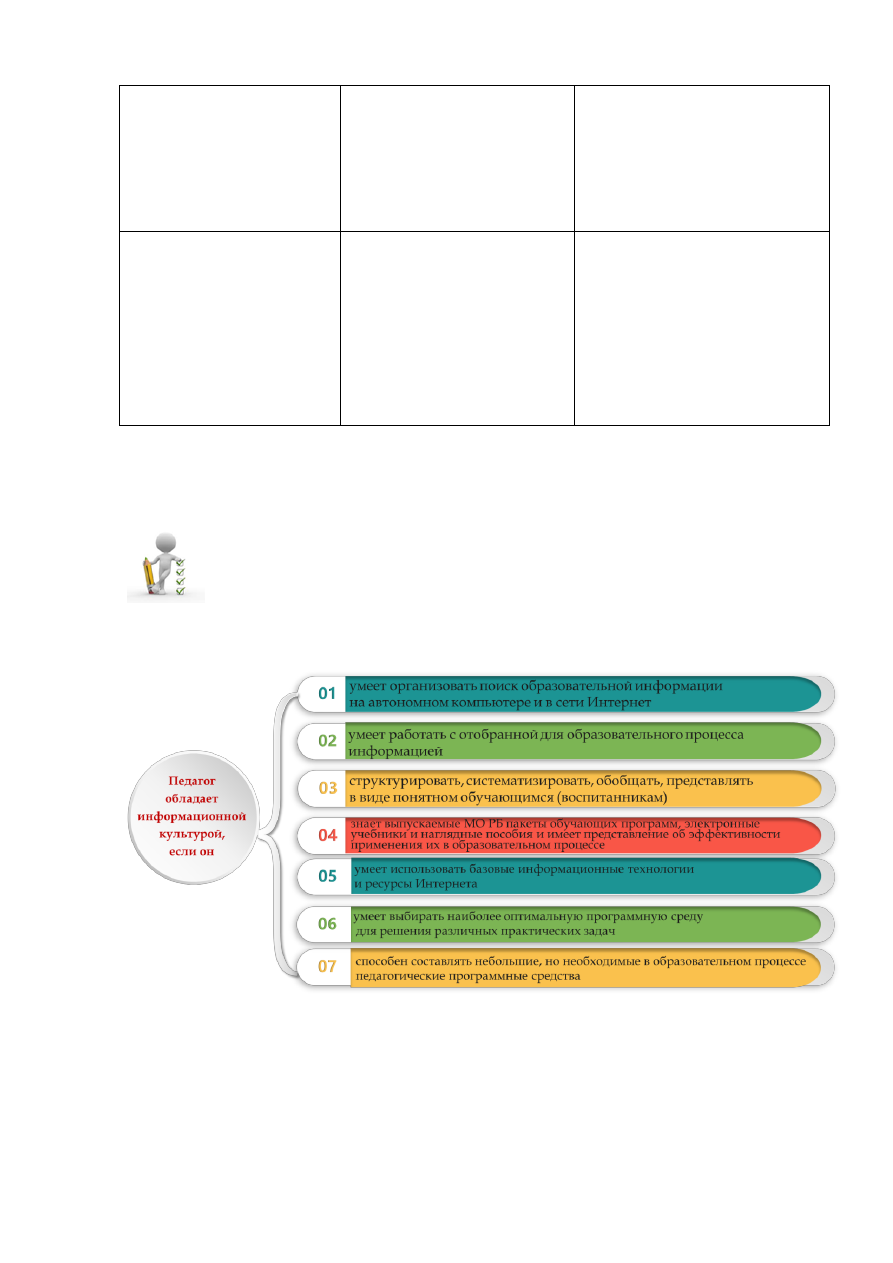 Педагог
обладает
информационной
культурой,
если он
01
умеет организовать поиск образовательной информации
на автономном компьютере и в сети Интернет
02
умеет работать с отобранной для образовательного процесса
информацией
03
структурировать, систематизировать, обобщать, представлять
в виде понятном обучающимся (воспитанникам)
04
знает выпускаемые МО РБ пакеты обучающих программ, электронные
учебники и наглядные пособия и имеет представление об эффективности
применения их в образовательном процессе
05
умеет использовать базовые информационные технологии
и ресурсы Интернета
06
умеет выбирать наиболее оптимальную программную среду
для решения различных практических задач
07
способен составлять небольшие, но необходимые в образовательном процессе
педагогические программные средства